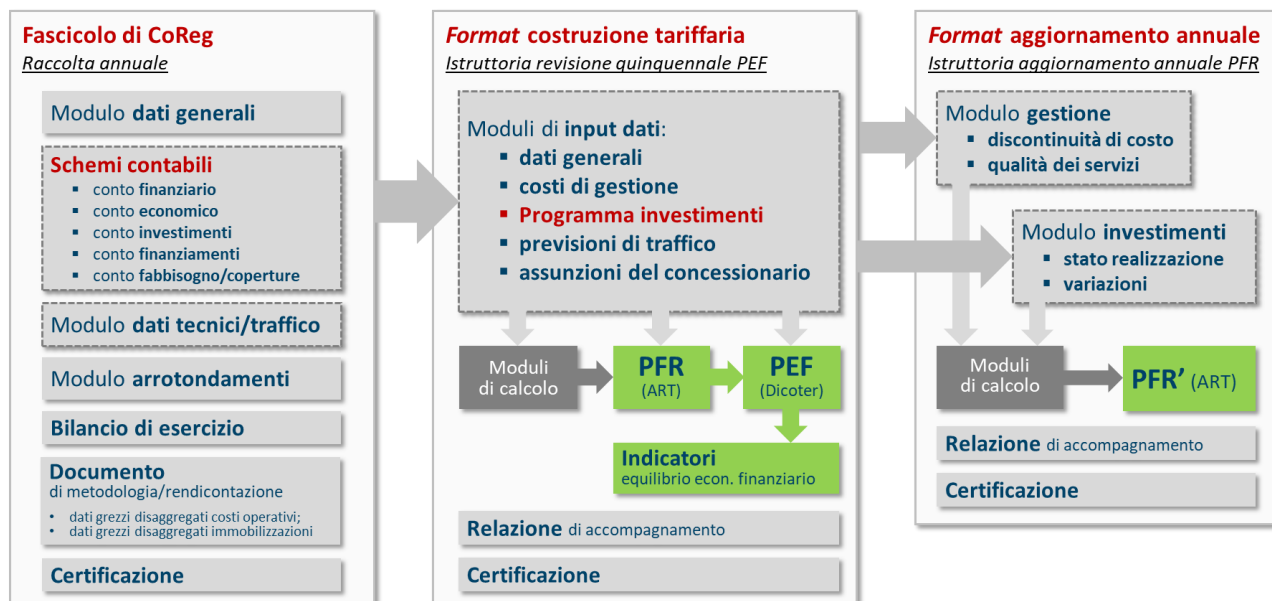 Fascicolo di CoReg
Raccolta annuale
Modulo dati generali
Schemi contabili
▪ conto finanziario
▪ conto economico
▪ conto investimenti
▪ conto finanziamenti
▪ conto fabbisogno/coperture
Modulo dati tecnici/traffico
Modulo arrotondamenti
Bilancio di esercizio
Documento
di metodologia/rendicontazione
• dati grezzi disaggregati costi operativi;
• dati grezzi disaggregati immobilizzazioni
Certificazione
Format costruzione tariffaria
Istruttoria revisione quinquennale PEF
Moduli di input dati:
▪ dati generali
▪ costi di gestione
▪ Programma investimenti
▪ previsioni di traffico
▪ assunzioni del concessionario
Moduli
di calcolo
PFR
(ART)
PEF
(Dicoter)
Indicatori
equilibrio econ. finanziario
Relazione di accompagnamento
Certificazione
Format aggiornamento annuale
Istruttoria aggiornamento annuale PFR
Modulo gestione
▪ discontinuità di costo
▪ qualità dei servizi
Modulo investimenti
▪ stato realizzazione
▪ variazioni
Moduli
di calcolo
PFR’ (ART)
Relazione di accompagnamento
Certificazione